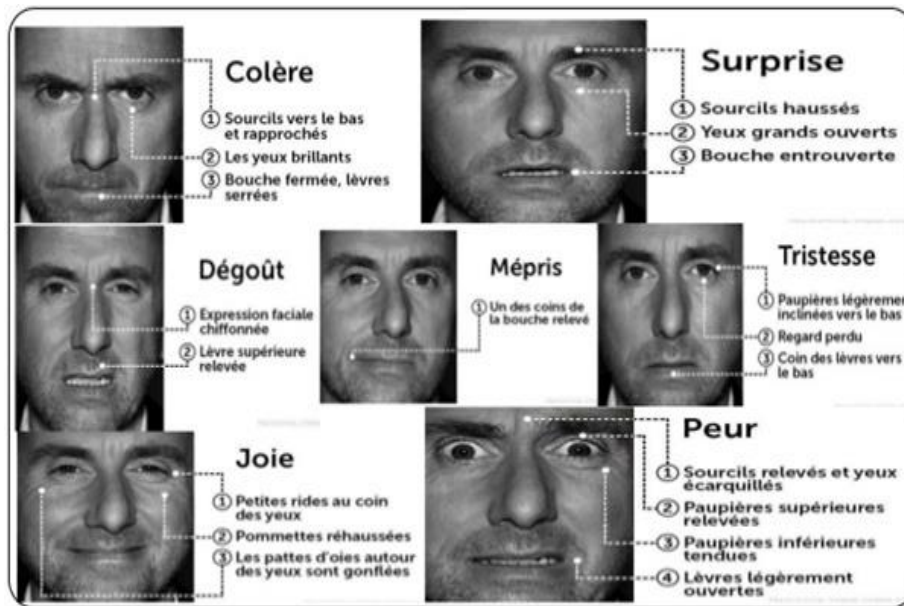 Colère
① Sourcils vers le bas
et rapprochés
② Les yeux brillants
③ Bouche fermée, lèvres
serrées
Surprise
① Sourcils haussés
② Yeux grands ouverts
③ Bouche entrouverte
Dégoût
① Expression faciale
chiffonnée
② Lèvre supérieure
relevée
Mépris
① Un des coins de
la bouche relevé
Tristesse
① Paupières légèremen
inclinées vers le bas
② Regard perdu
③ Coin des lèvres vers
le bas
Joie
① Petites rides au coin
des yeux
② Pommettes réhaussées
③ Les pattes d'oies autour
des yeux sont gonflées
Peur
① Sourcils relevés et yeux
écarquillés
② Paupières supérieures
relevées
③ Paupières inférieures
tendues
④ Lèvres légèrement
ouvertes